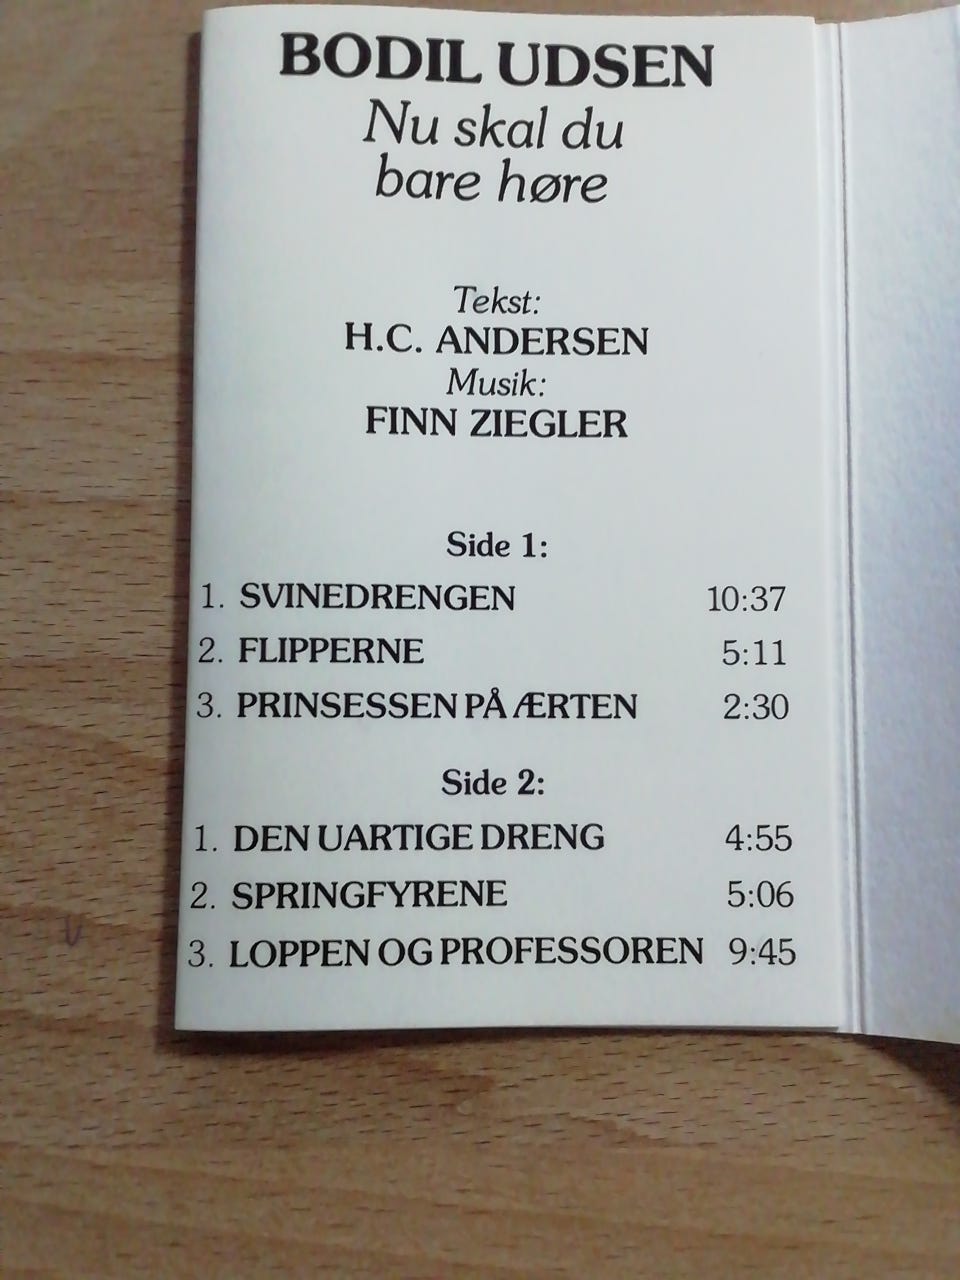 BODIL UDSEN
Nu skal du
bare høre
Tekst:
H.C. ANDERSEN
Musik:
FINN ZIEGLER
Side 1:
1. SVINEDRENGEN 10:37
2. FLIPPERNE 5:11
3. PRINSESSEN PÅ ÆRTEN 2:30
Side 2:
1. DEN UARTIGE DRENG 4:55
2. SPRINGFYRENE 5:06
3. LOPPEN OG PROFESSOREN 9:45